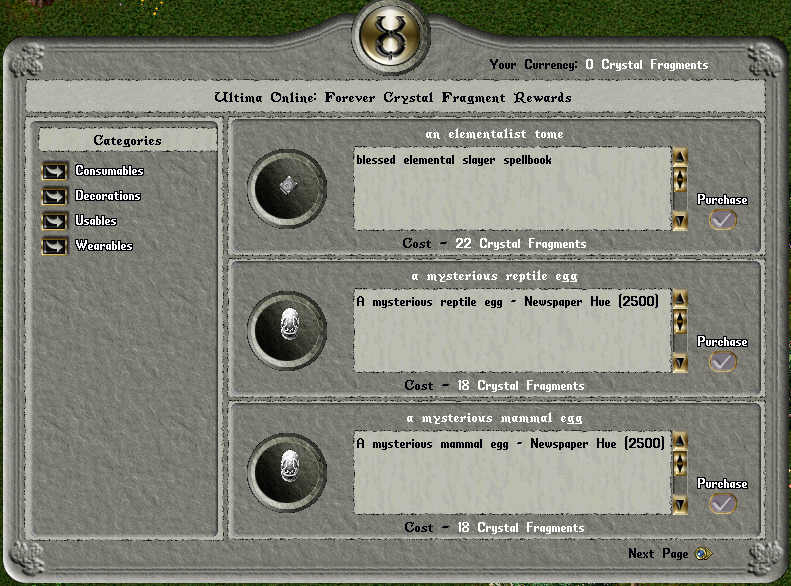 Your Currency: 0 Crystal Fragments
Ultima Online: Forever Crystal Fragment Rewards
Categories
Consumables
Decorations
Usables
Wearables
an elementalist tome
blessed elemental slayer spellbook
Purchase
Cost - 22 Crystal Fragments
a mysterious reptile egg
A mysterious reptile egg - Newspaper Hue (2500)
Purchase
Cost - 18 Crystal Fragments
a mysterious mammal egg
A mysterious mammal egg - Newspaper Hue (2500)
Purchase
Cost - 18 Crystal Fragments
Next Page